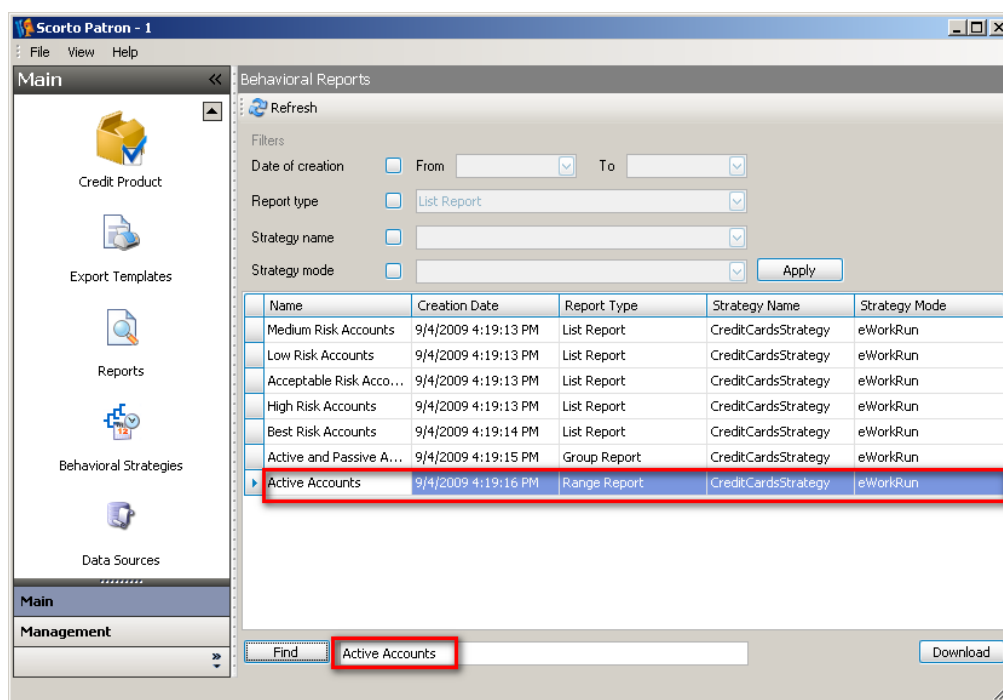 Scorto Patron - 1
File View Help
Main «
Behavioral Reports
Refresh
Filters
Date of creation From To
Report type List Report
Strategy name
Strategy mode Apply
Credit Product
Export Templates
Reports
Behavioral Strategies
12
Data Sources
Main
Management
»
Name Creation Date Report Type Strategy Name Strategy Mode
Medium Risk Accounts 9/4/2009 4:19:13 PM List Report CreditCardsStrategy eWorkRun
Low Risk Accounts 9/4/2009 4:19:13 PM List Report CreditCardsStrategy eWorkRun
Acceptable Risk Acco... 9/4/2009 4:19:13 PM List Report CreditCardsStrategy eWorkRun
High Risk Accounts 9/4/2009 4:19:13 PM List Report CreditCardsStrategy eWorkRun
Best Risk Accounts 9/4/2009 4:19:14 PM List Report CreditCardsStrategy eWorkRun
Active and Passive A... 9/4/2009 4:19:15 PM Group Report CreditCardsStrategy eWorkRun
Active Accounts 9/4/2009 4:19:16 PM Range Report CreditCardsStrategy eWorkRun
Find Active Accounts Download